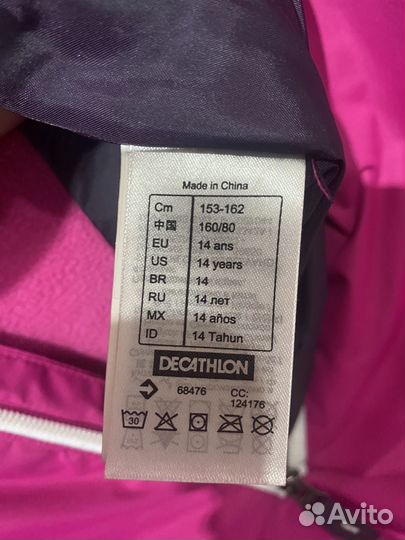 Made in China
Cm 153-162
中国 160/80
EU 14 ans
US 14 years
BR 14
RU 14 лет
MX 14 años
ID 14 Tahun
DECATHLON
68476 CC: 124176
30
Avito